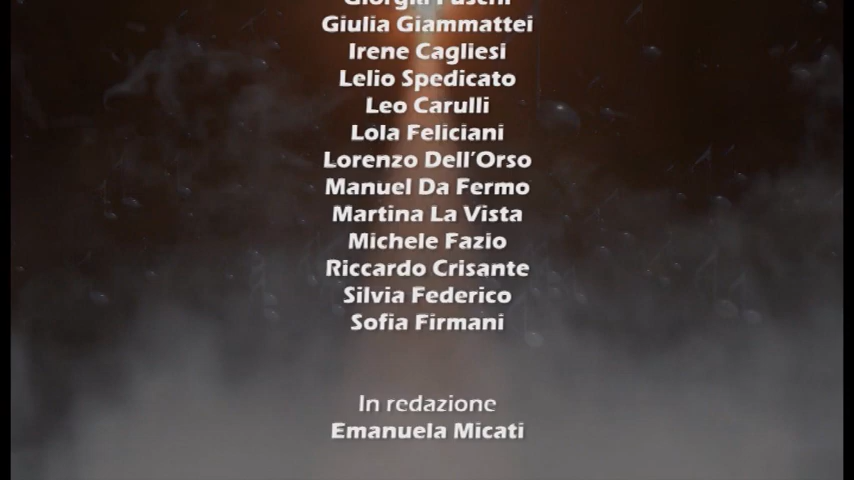 Giulia Giammattei
Irene Cagliesi
Lelio Spedicato
Leo Carulli
Lola Feliciani
Lorenzo Dell'Orso
Manuel Da Fermo
Martina La Vista
Michele Fazio
Riccardo Crisante
Silvia Federico
Sofia Firmani
In redazione
Emanuela Micati